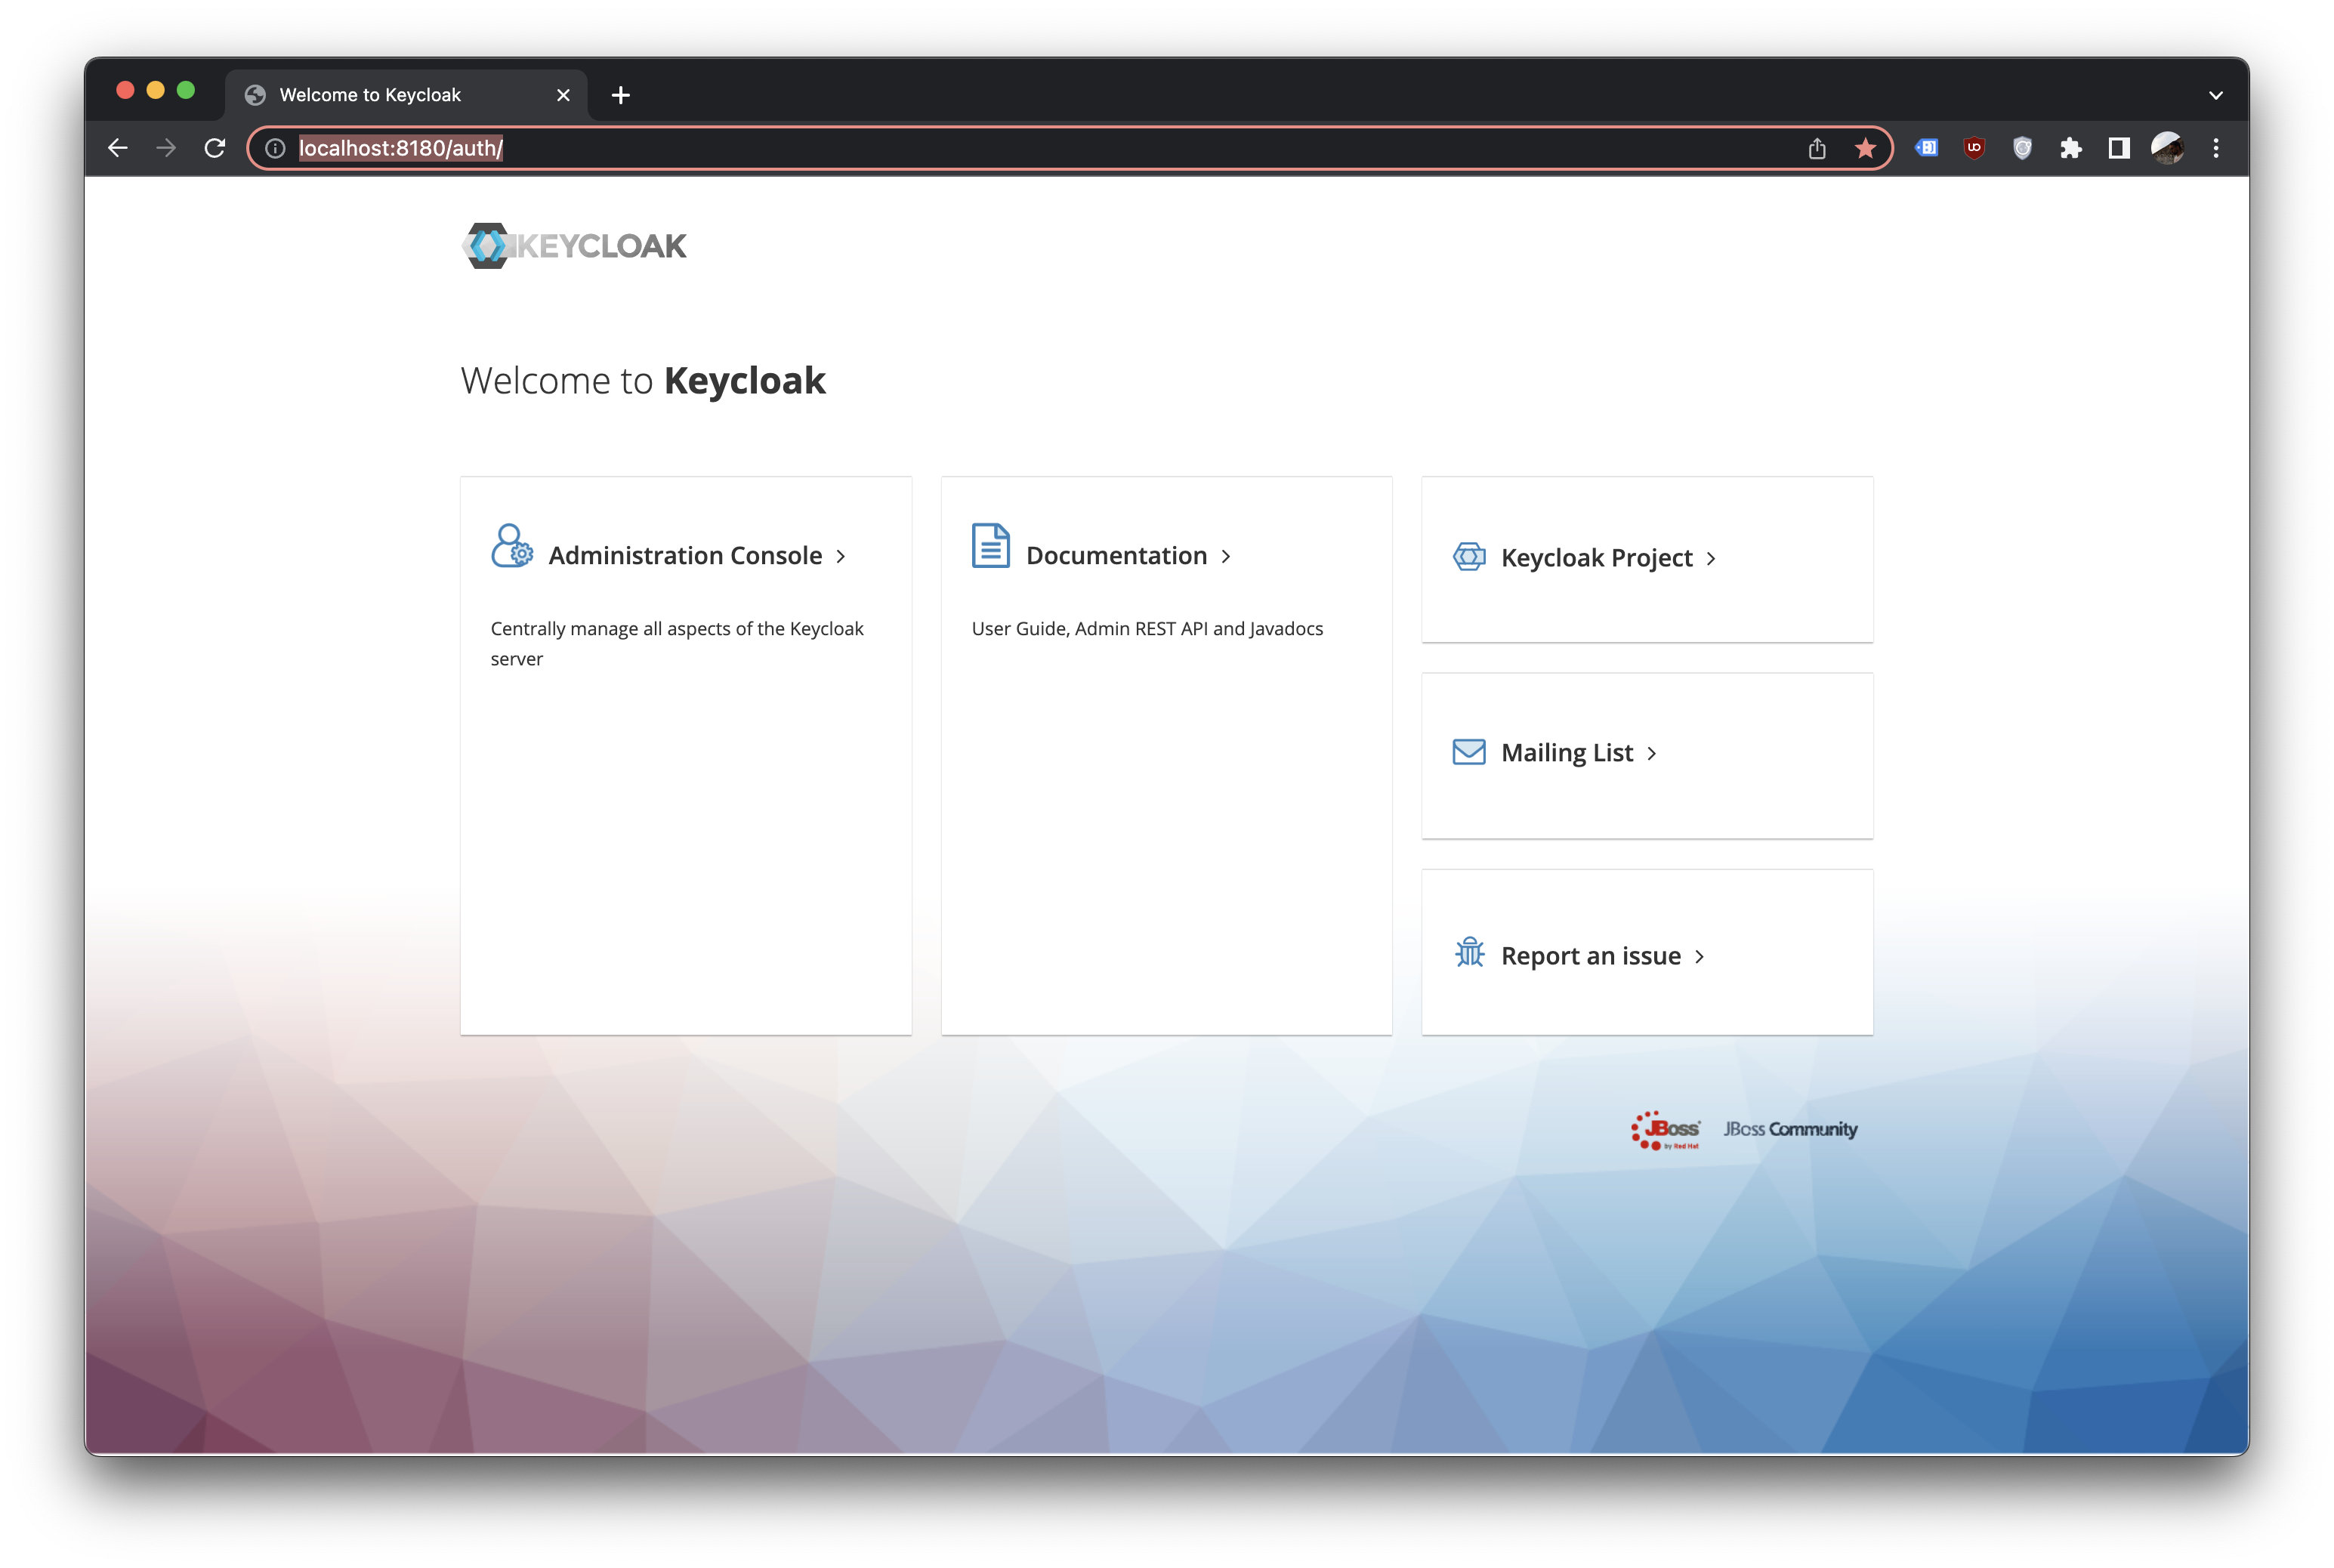 Welcome to Keycloak
localhost:8180/auth/
KEYCLOAK
Welcome to Keycloak
Administration Console
Centrally manage all aspects of the Keycloak
server
Documentation
User Guide, Admin REST API and Javadocs
Keycloak Project
Mailing List
Report an issue
JBoss
by Red Hat
JBoss Community